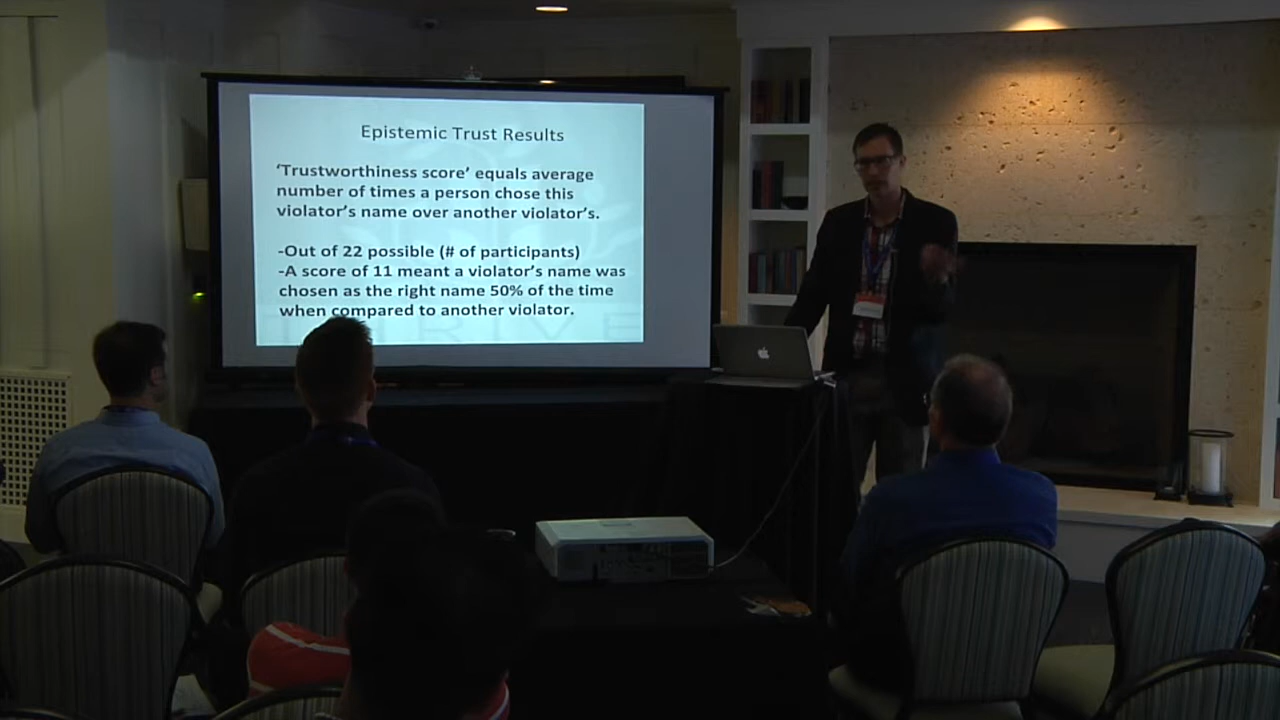 Epistemic Trust Results
‘Trustworthiness score’ equals average
number of times a person chose this
violator’s name over another violator’s.
-Out of 22 possible (# of participants)
-A score of 11 meant a violator’s name was
chosen as the right name 50% of the time
when compared to another violator.
THRIVE